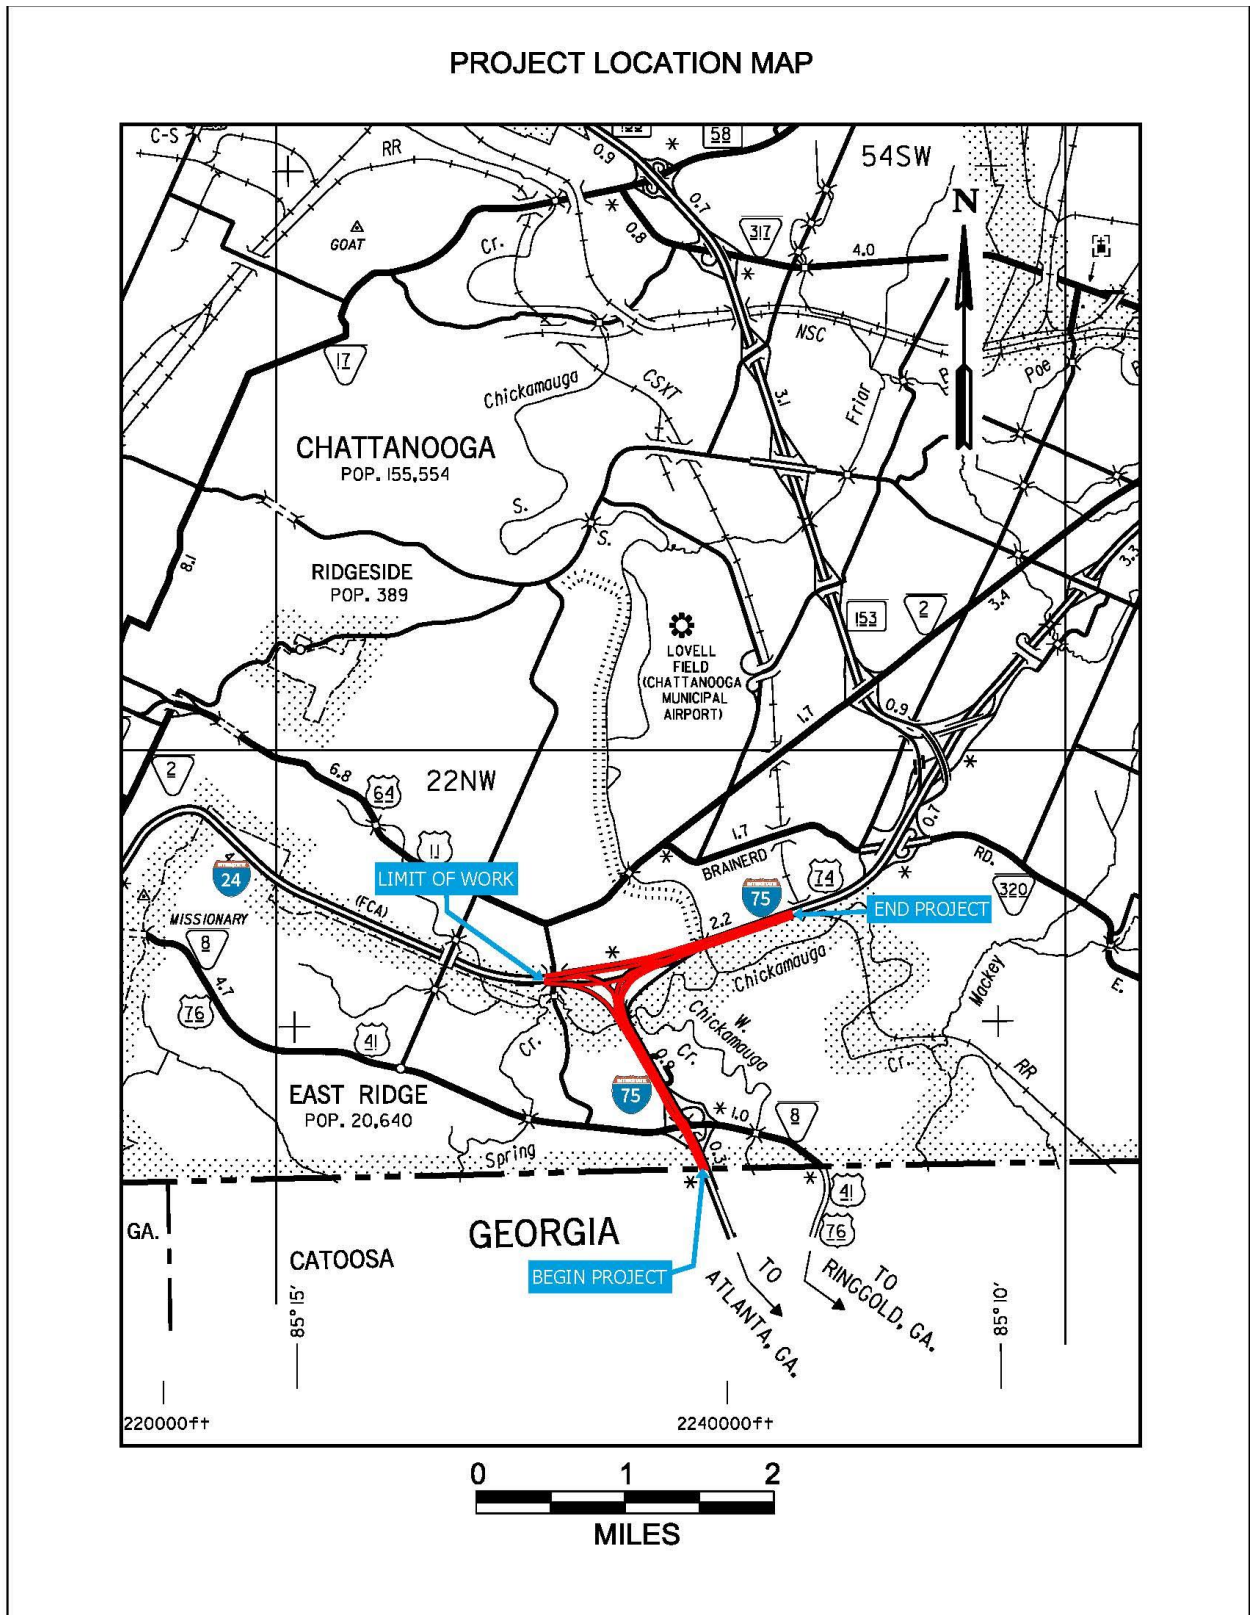 PROJECT LOCATION MAP
C-S
RR
0.9
58
54SW
N
0.7
317
0.8
4.0
GOAT
Cr.
NSC
17
Chickamauga
CSXT
3.1
Friar
Poe
CHATTANOOGA
POP. 155,554
S.
S.
8.1
RIDGESIDE
POP. 389
3.3
3.4
153
2
LOVELL
FIELD
(CHATTANOOGA
MUNICIPAL
AIRPORT)
1.7
0.9
2
6.8
64
22NW
11
0.7
1.7
BRAINERD
RD.
LIMIT OF WORK
24
(FCA)
74
75
320
END PROJECT
MISSIONARY
8
2.2
4.7
76
41
Chickamauga
Mackey
E.
W.
Chickamauga
Cr.
Cr.
0.8
Cr.
RR
75
EAST RIDGE
POP. 20,640
1.0
8
0.3
Spring
41
76
GA.
GEORGIA
CATOOSA
BEGIN PROJECT
TO
ATLANTA, GA.
TO
RINGGOLD, GA.
85° 15'
85° 10'
220000ft
2240000ft
0 1 2
MILES